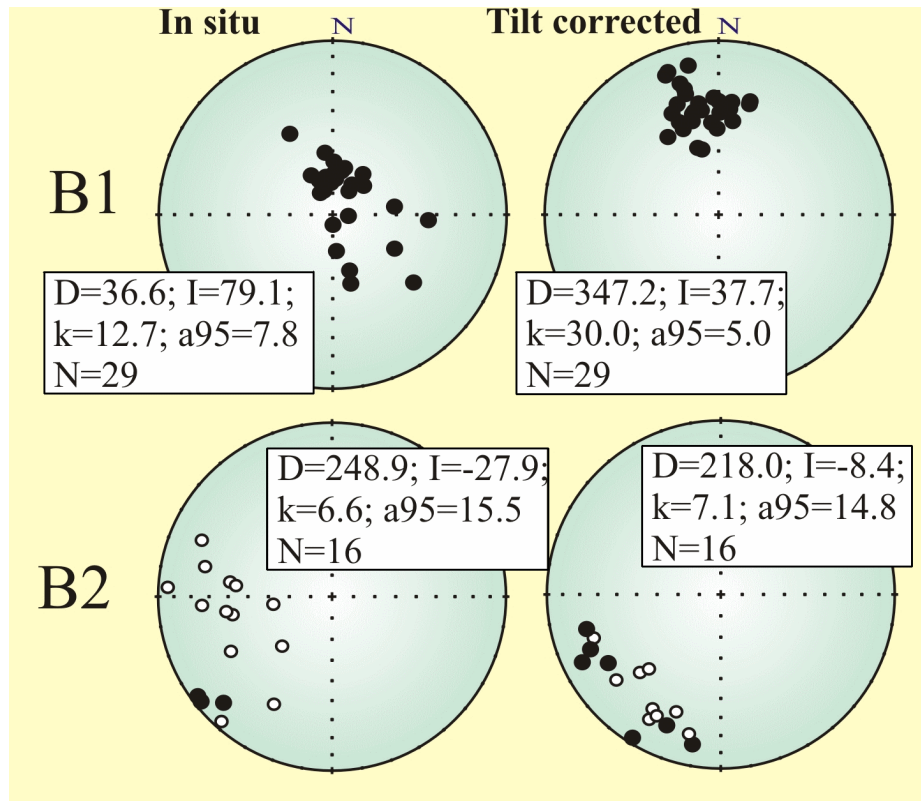 In situ
Tilt corrected
N
N
B1
D=36.6; I=79.1;
k=12.7; a95=7.8
N=29
D=347.2; I=37.7;
k=30.0; a95=5.0
N=29
B2
D=248.9; I=-27.9;
k=6.6; a95=15.5
N=16
D=218.0; I=-8.4;
k=7.1; a95=14.8
N=16